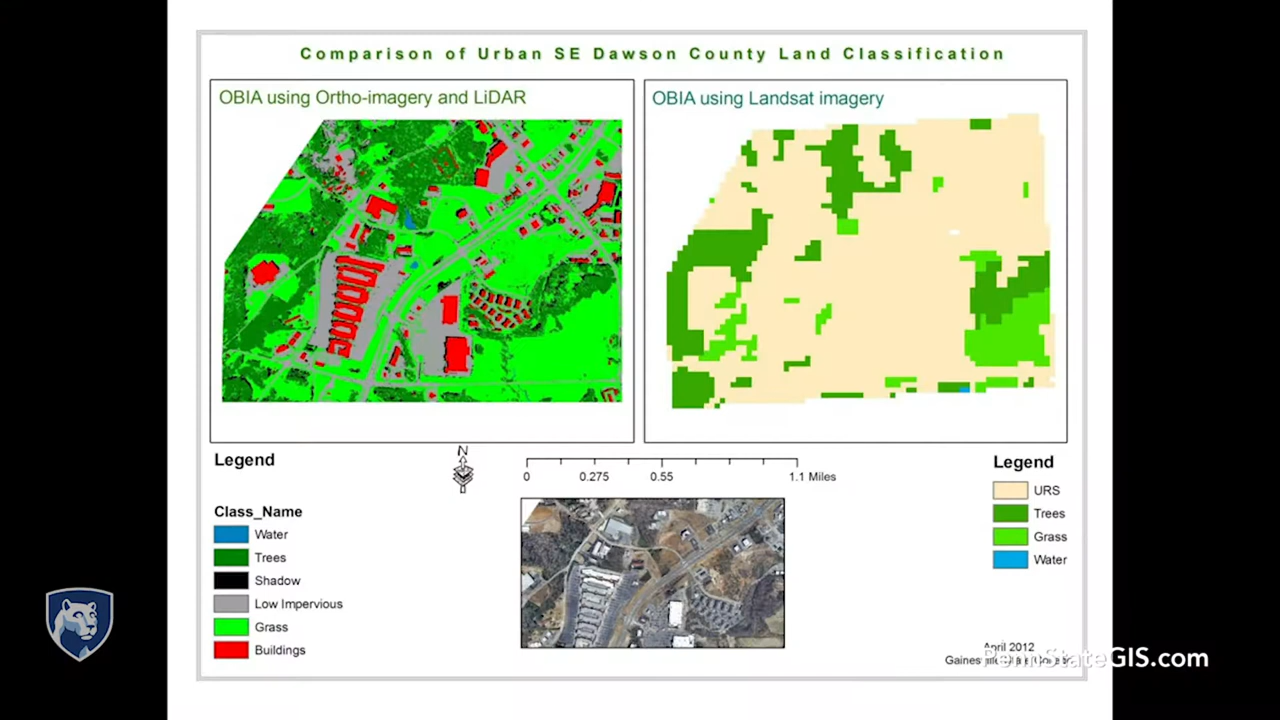 Comparison of Urban SE Dawson County Land Classification
OBIA using Ortho-imagery and LiDAR
OBIA using Landsat imagery
Legend
N
0 0.275 0.55 1.1 Miles
Legend
Class_Name
Water
Trees
Shadow
Low Impervious
Grass
Buildings
URS
Trees
Grass
Water
April 2012
PennStateGIS.com